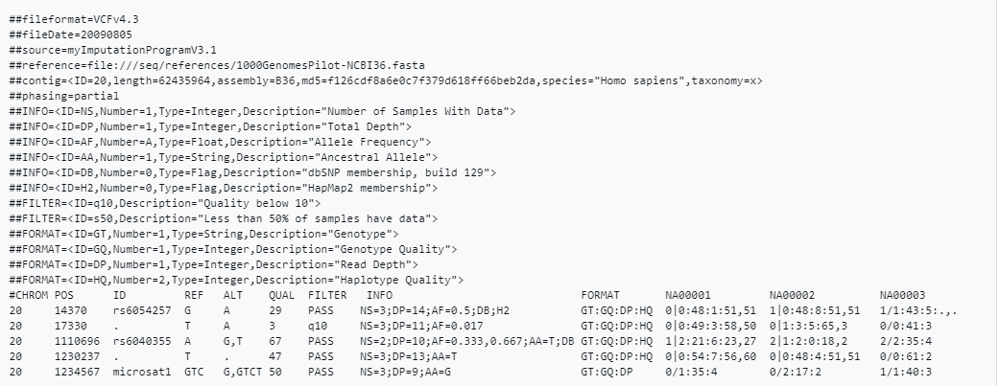 ##fileformat=VCFv4.3
##fileDate=20090805
##source=myImputationProgramV3.1
##reference=file:///seq/references/1000GenomesPilot-NCBI36.fasta
##contig=<ID=20,length=62435964,assembly=B36,md5=f126cdf8a6e0c7f379d618ff66beb2da,species="Homo sapiens",taxonomy=x>
##phasing=partial
##INFO=<ID=NS,Number=1,Type=Integer,Description="Number of Samples With Data">
##INFO=<ID=DP,Number=1,Type=Integer,Description="Total Depth">
##INFO=<ID=AF,Number=A,Type=Float,Description="Allele Frequency">
##INFO=<ID=AA,Number=1,Type=String,Description="Ancestral Allele">
##INFO=<ID=DB,Number=0,Type=Flag,Description="dbSNP membership, build 129">
##INFO=<ID=H2,Number=0,Type=Flag,Description="HapMap2 membership">
##FILTER=<ID=q10,Description="Quality below 10">
##FILTER=<ID=s50,Description="Less than 50% of samples have data">
##FORMAT=<ID=GT,Number=1,Type=String,Description="Genotype">
##FORMAT=<ID=GQ,Number=1,Type=Integer,Description="Genotype Quality">
##FORMAT=<ID=DP,Number=1,Type=Integer,Description="Read Depth">
##FORMAT=<ID=HQ,Number=2,Type=Integer,Description="Haplotype Quality">
#CHROM POS ID REF ALT QUAL FILTER INFO FORMAT NA00001 NA00002 NA00003
20 14370 rs6054257 G A 29 PASS NS=3;DP=14;AF=0.5;DB;H2 GT:GQ:DP:HQ 0|0:48:1:51,51 1|0:48:8:51,51 1/1:43:5:.,.
20 17330 . T A 3 q10 NS=3;DP=11;AF=0.017 GT:GQ:DP:HQ 0|0:49:3:58,50 0|1:3:5:65,3 0/0:41:3
20 1110696 rs6040355 A G,T 67 PASS NS=2;DP=10;AF=0.333,0.667;AA=T;DB GT:GQ:DP:HQ 1|2:21:6:23,27 2|1:2:0:18,2 2/2:35:4
20 1230237 . T . 47 PASS NS=3;DP=13;AA=T GT:GQ:DP:HQ 0|0:54:7:56,60 0|0:48:4:51,51 0/0:61:2
20 1234567 microsat1 GTC G,GTCT 50 PASS NS=3;DP=9;AA=G GT:GQ:DP 0/1:35:4 0/2:17:2 1/1:40:3